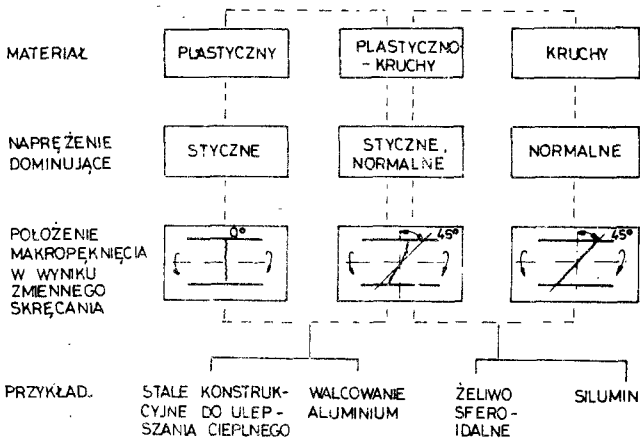 MATERIAŁ
PLASTYCZNY
PLASTYCZNO
- KRUCHY
KRUCHY
NAPRĘŻENIE
DOMINUJĄCE
STYCZNE
STYCZNE,
NORMALNE
NORMALNE
POŁOŻENIE
MAKROPĘKNIĘCIA
W WYNIKU
ZMIENNEGO
SKRĘCANIA
0°
45°
45°
PRZYKŁAD.
STALE KONSTRUK-
CYJNE DO ULEP-
SZANIA CIEPLNEGO
WALCOWANIE
ALUMINIUM
ŻELIWO
SFERO-
IDALNE
SILUMIN